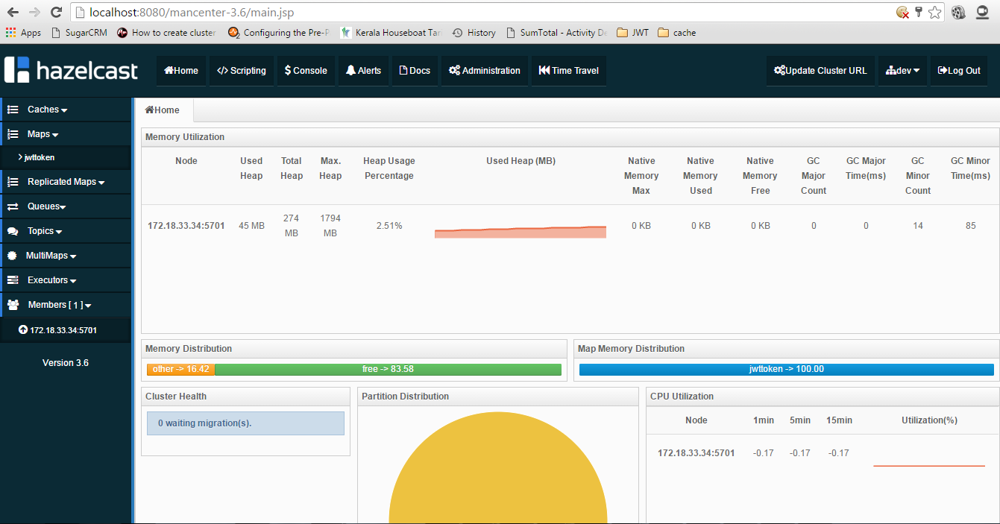 localhost:8080/mancenter-3.6/main.jsp
Apps SugarCRM How to create cluster Configuring the Pre-P Kerala Houseboat Tari History SumTotal - Activity De JWT cache
hazelcast Home </> Scripting $ Console Alerts Docs Administration Time Travel Update Cluster URL dev Log Out
Caches
Maps
jwttoken
Replicated Maps
Queues
Topics
MultiMaps
Executors
Members [ 1 ]
172.18.33.34:5701
Version 3.6
Home
Memory Utilization
Node Used Heap Total Heap Max. Heap Heap Usage Percentage Used Heap (MB) Native Memory Max Native Memory Used Native Memory Free GC Major Count GC Major Time(ms) GC Minor Count GC Minor Time(ms)
172.18.33.34:5701 45 MB 274 MB 1794 MB 2.51% 0 KB 0 KB 0 KB 0 0 14 85
Memory Distribution
other -> 16.42 free -> 83.58
Map Memory Distribution
jwttoken -> 100.00
Cluster Health
0 waiting migration(s).
Partition Distribution
CPU Utilization
Node 1min 5min 15min Utilization(%)
172.18.33.34:5701 -0.17 -0.17 -0.17